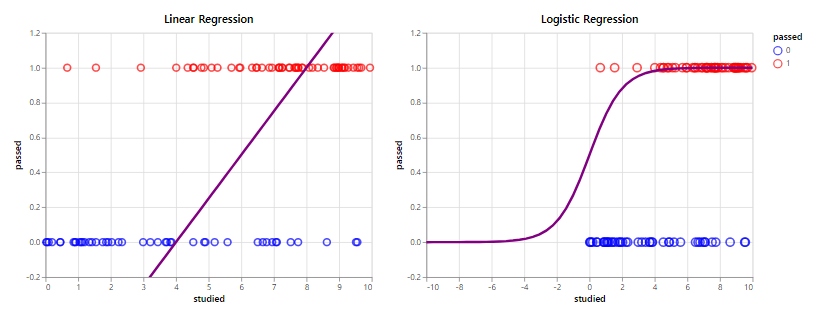 Linear Regression
1.2
1.0
0.8
0.6
0.4
0.2
0.0
-0.2
passed
0 1 2 3 4 5 6 7 8 9 10
studied
Logistic Regression
1.2
1.0
0.8
0.6
0.4
0.2
0.0
-0.2
passed
-10 -8 -6 -4 -2 0 2 4 6 8 10
studied
passed
0
1